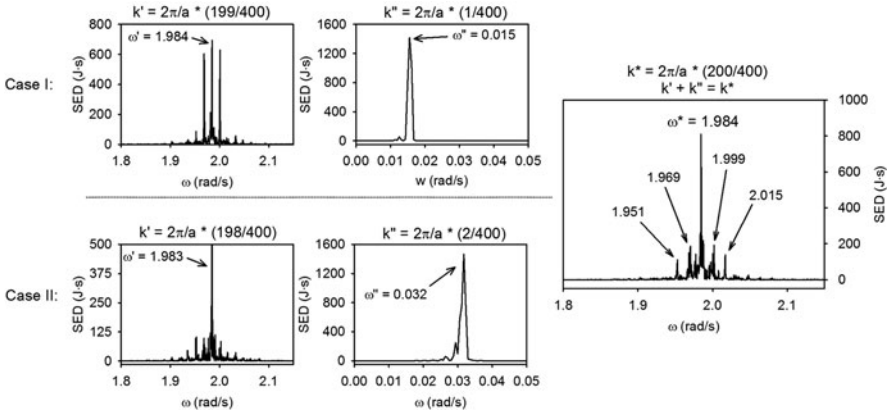 k' = 2π/a * (199/400)
k" = 2π/a * (1/400)
Case I:
SED (J·s)
800
600
400
200
0
ω' = 1.984
1.8
1.9
2.0
2.1
ω (rad/s)
SED (J·s)
1600
1200
800
400
0
ω" = 0.015
0.00
0.01
0.02
0.03
0.04
0.05
w (rad/s)
k' = 2π/a * (198/400)
k" = 2π/a * (2/400)
Case II:
SED (J·s)
500
375
250
125
0
ω' = 1.983
1.8
1.9
2.0
2.1
ω (rad/s)
SED (J·s)
1600
1200
800
400
0
ω" = 0.032
0.00
0.01
0.02
0.03
0.04
0.05
ω (rad/s)
k* = 2π/a * (200/400)
k' + k" = k*
ω* = 1.984
1.951
1.969
1.999
2.015
1000
800
600
400
200
0
SED (J·s)
1.8
1.9
2.0
2.1
ω (rad/s)